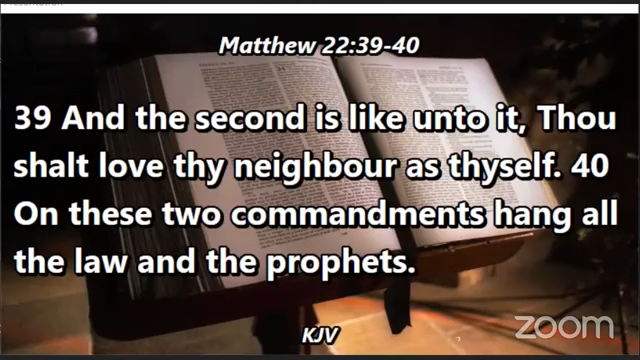 Matthew 22:39-40
39 And the second is like unto it, Thou
shalt love thy neighbour as thyself. 40
On these two commandments hang all
the law and the prophets.
KJV
zoom